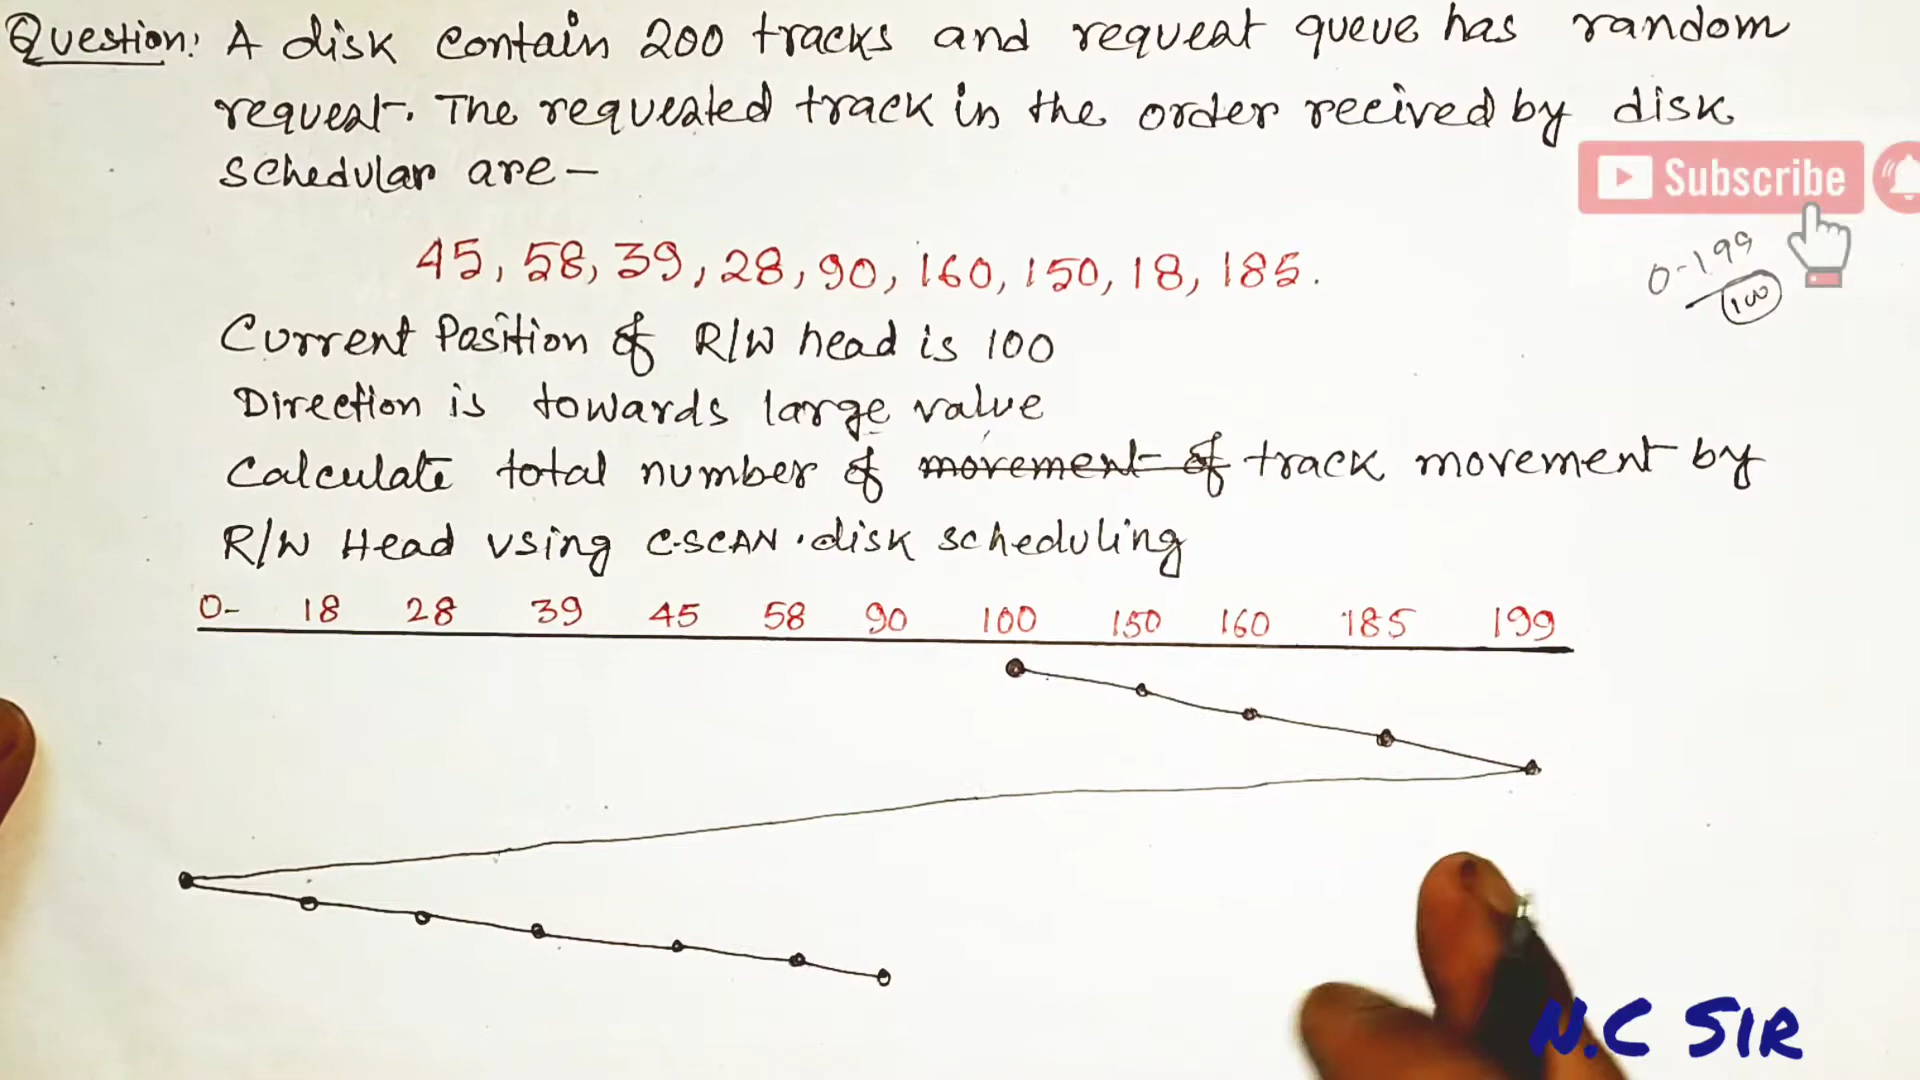 Question: A disk contain 200 tracks and request queue has random
request. The requested track in the order recived by disk
schedular are -
Subscribe
45, 58, 39, 28, 90, 160, 150, 18, 185.
0-199
100
Current Position of R/W head is 100
Direction is towards large value
Calculate total number of movement of track movement by
R/W Head using C-SCAN disk scheduling
0- 18 28 39 45 58 90 100 150 160 185 199
N.C SIR